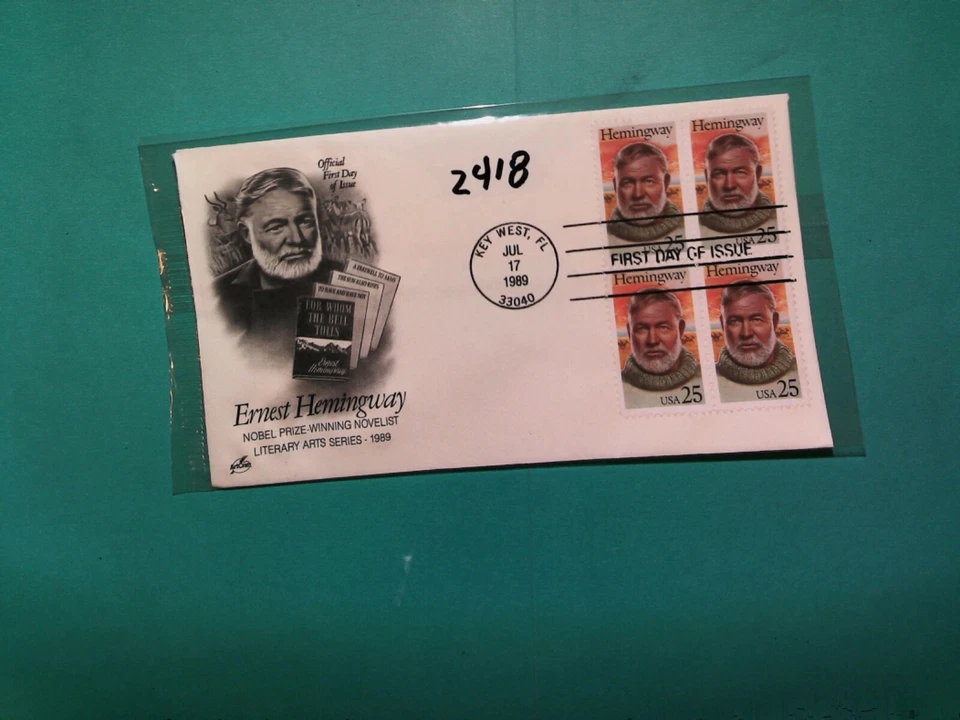 Official
First Day
of Issue
2418
KEY WEST, FL
JUL
17
1989
33040
FIRST DAY OF ISSUE
Hemingway
Hemingway
USA 25
USA 25
Hemingway
Hemingway
USA 25
USA 25
A FAREWELL TO ARMS
THE SUN ALSO RISES
TO HAVE AND HAVE NOT
FOR WHOM
THE BELL
TOLLS
Ernest
Hemingway
Ernest Hemingway
NOBEL PRIZE-WINNING NOVELIST
LITERARY ARTS SERIES - 1989